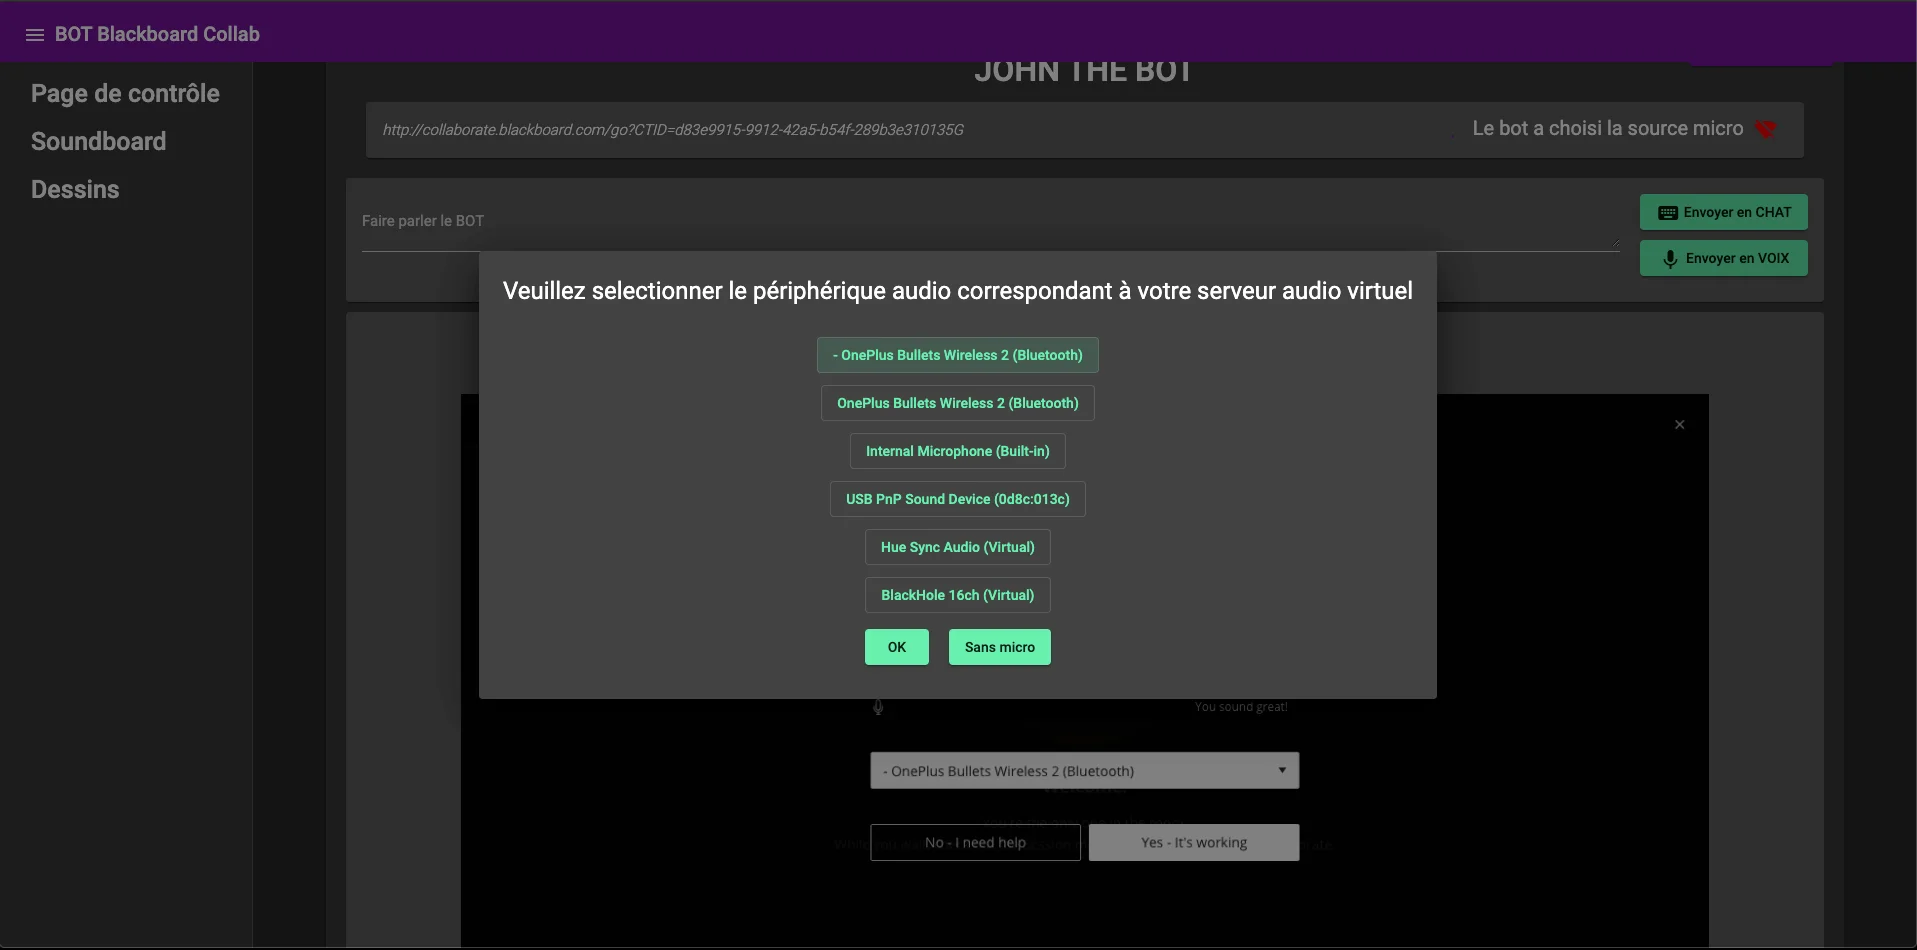 BOT Blackboard Collab
Page de contrôle
Soundboard
Dessins
JOHN THE BOT
http://collaborate.blackboard.com/go?CTID=d83e9915-9912-42a5-b54f-289b3e310135G
Le bot a choisi la source micro
Faire parler le BOT
Envoyer en CHAT
Envoyer en VOIX
Veuillez selectionner le périphérique audio correspondant à votre serveur audio virtuel
- OnePlus Bullets Wireless 2 (Bluetooth)
OnePlus Bullets Wireless 2 (Bluetooth)
Internal Microphone (Built-in)
USB PnP Sound Device (0d8c:013c)
Hue Sync Audio (Virtual)
BlackHole 16ch (Virtual)
OK
Sans micro
You sound great!
- OnePlus Bullets Wireless 2 (Bluetooth)
No - I need help
Yes - It's working